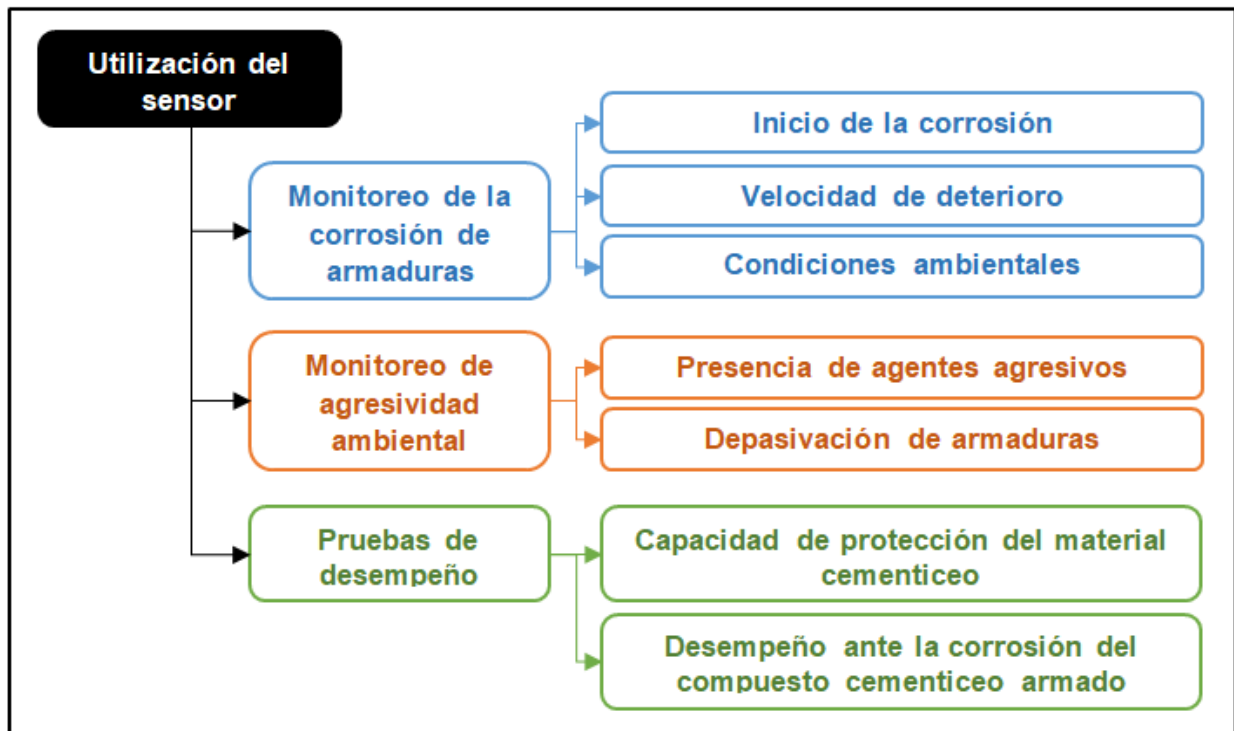 Utilización del
sensor
Monitoreo de la
corrosión de
armaduras
Inicio de la corrosión
Velocidad de deterioro
Condiciones ambientales
Monitoreo de
agresividad
ambiental
Presencia de agentes agresivos
Depasivación de armaduras
Pruebas de
desempeño
Capacidad de protección del material
cementiceo
Desempeño ante la corrosión del
compuesto cementiceo armado